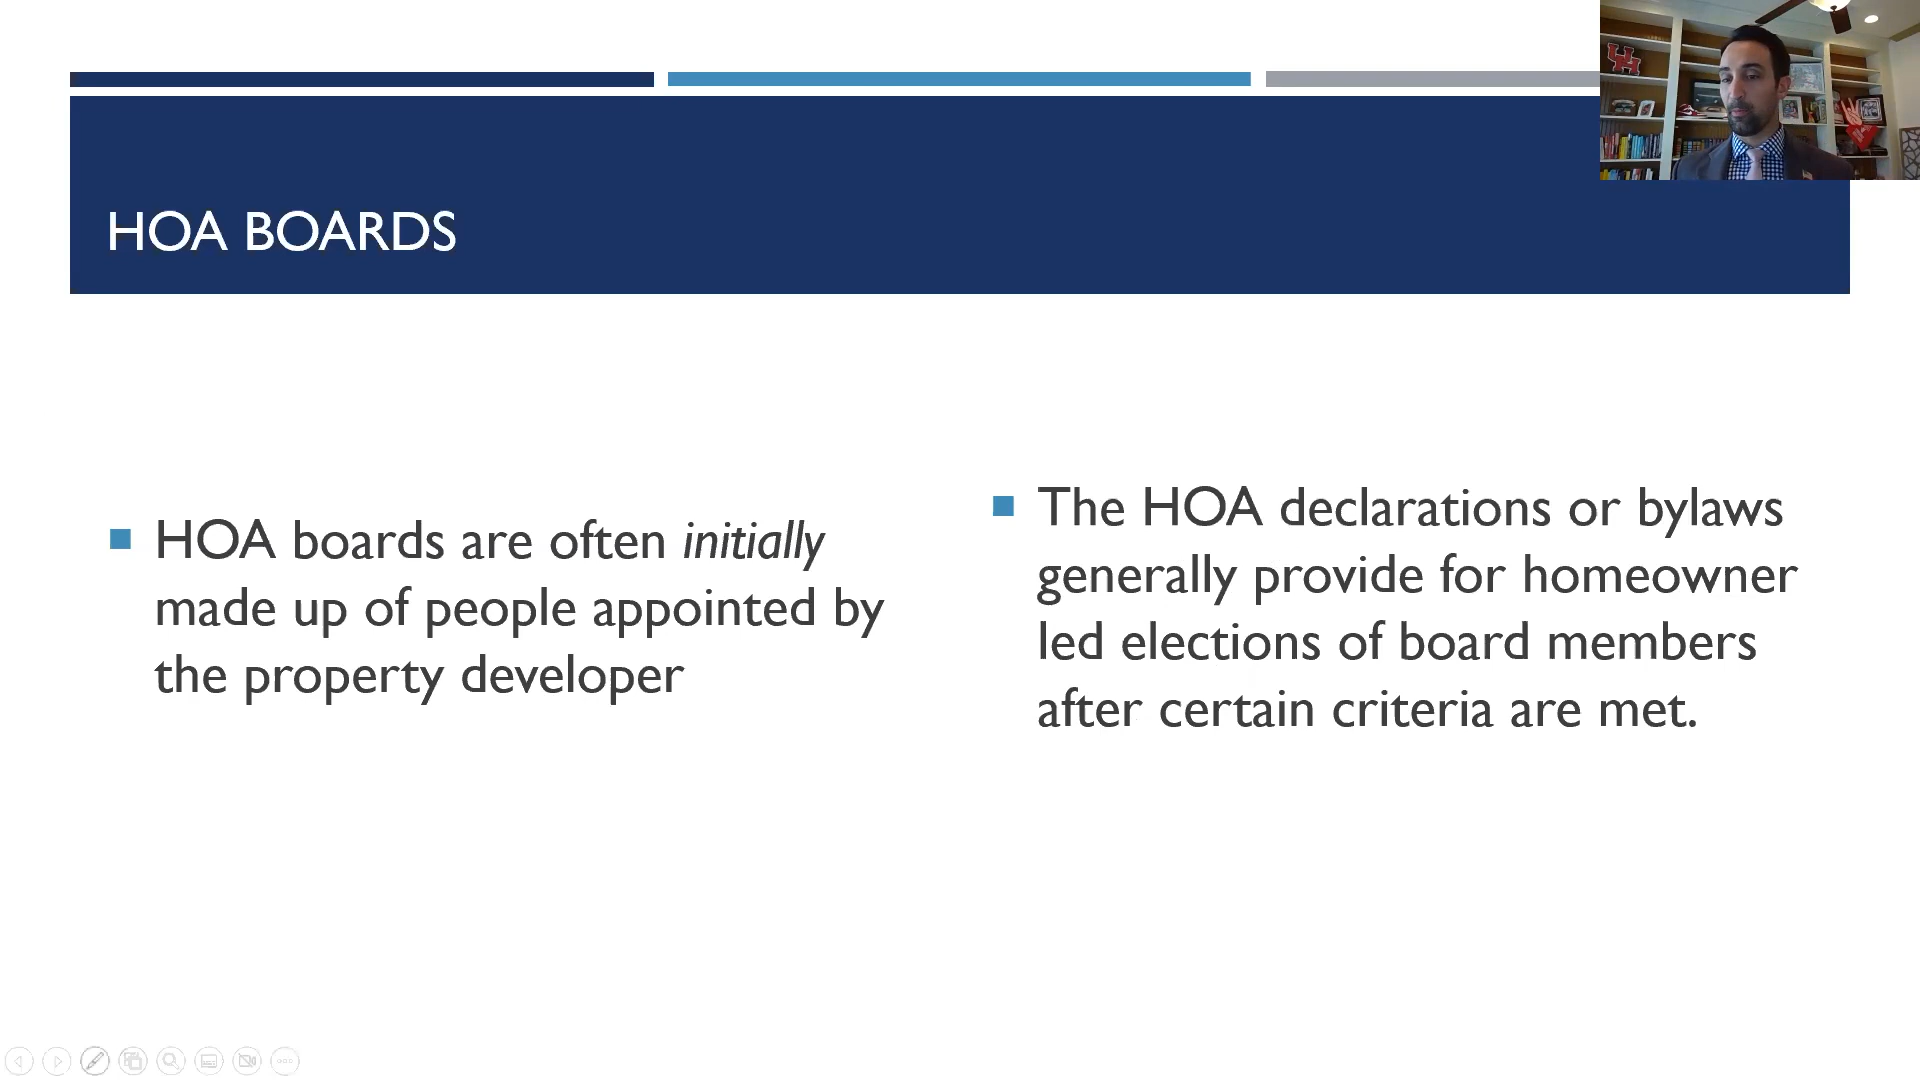 HOA BOARDS
HOA boards are often initially
made up of people appointed by
the property developer
The HOA declarations or bylaws
generally provide for homeowner
led elections of board members
after certain criteria are met.